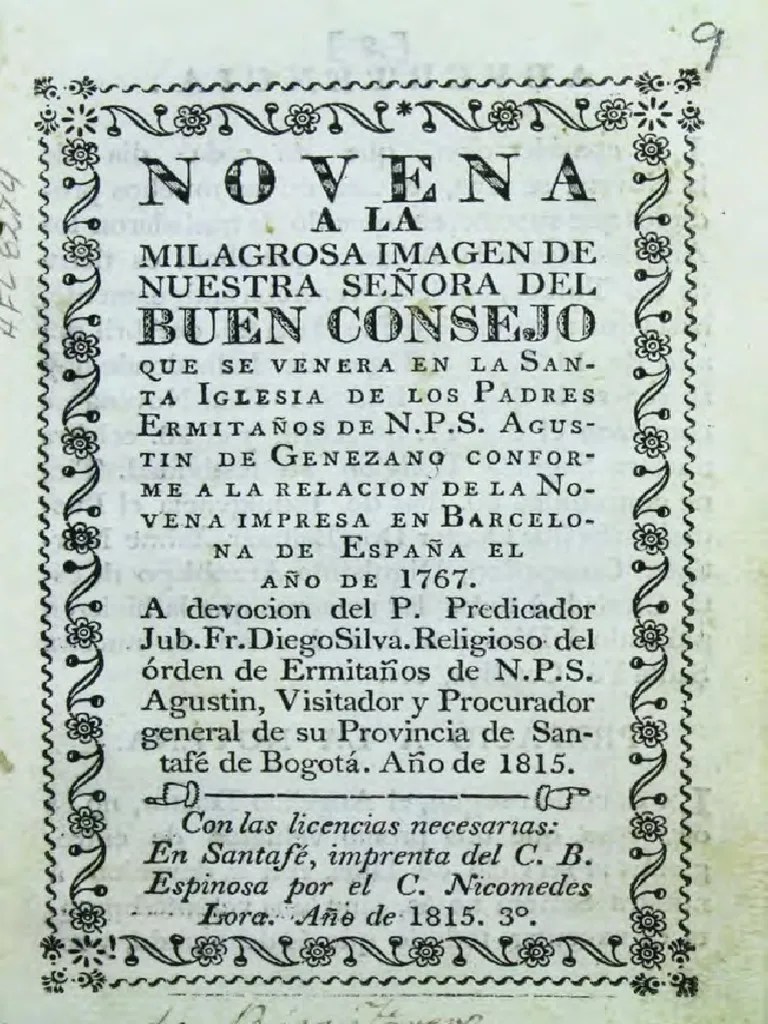 9
NOVENA
A LA
MILAGROSA IMAGEN DE
NUESTRA SEÑORA DEL
BUEN CONSEJO
QUE SE VENERA EN LA SAN-
TA IGLESIA DE LOS PADRES
ERMITAÑOS DE N.P.S. AGUS-
TIN DE GENEZANO CONFOR-
ME A LA RELACION DE LA NO-
VENA IMPRESA EN BARCELO-
NA DE ESPAÑA EL
AÑO DE 1767.
A devocion del P. Predicador
Jub.Fr.DiegoSilva.Religioso del
órden de Ermitaños de N.P.S.
Agustin, Visitador y Procurador
general de su Provincia de San-
tafé de Bogotá. Año de 1815.
Con las licencias necesarias:
En Santafé, imprenta del C. B.
Espinosa por el C. Nicomedes
Lora. Año de 1815. 3º.